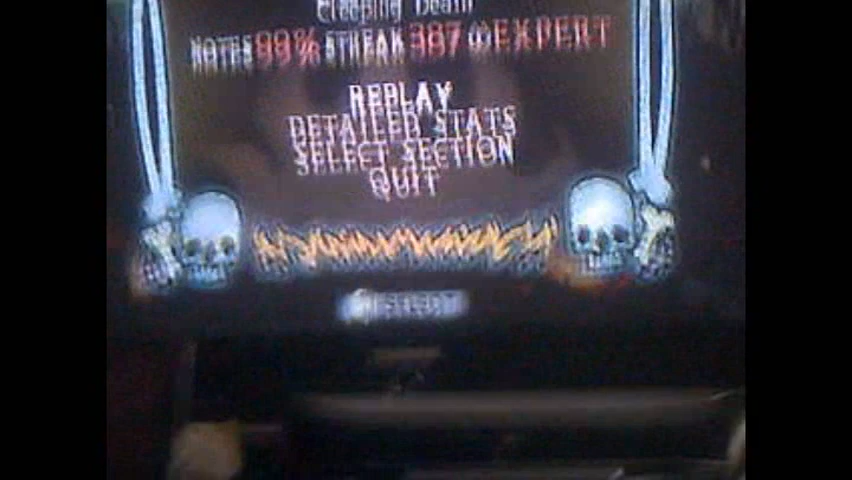 Creeping Death
NOTES 99% STREAK 387 (X) EXPERT
REPLAY
DETAILED STATS
SELECT SECTION
QUIT
SELECT